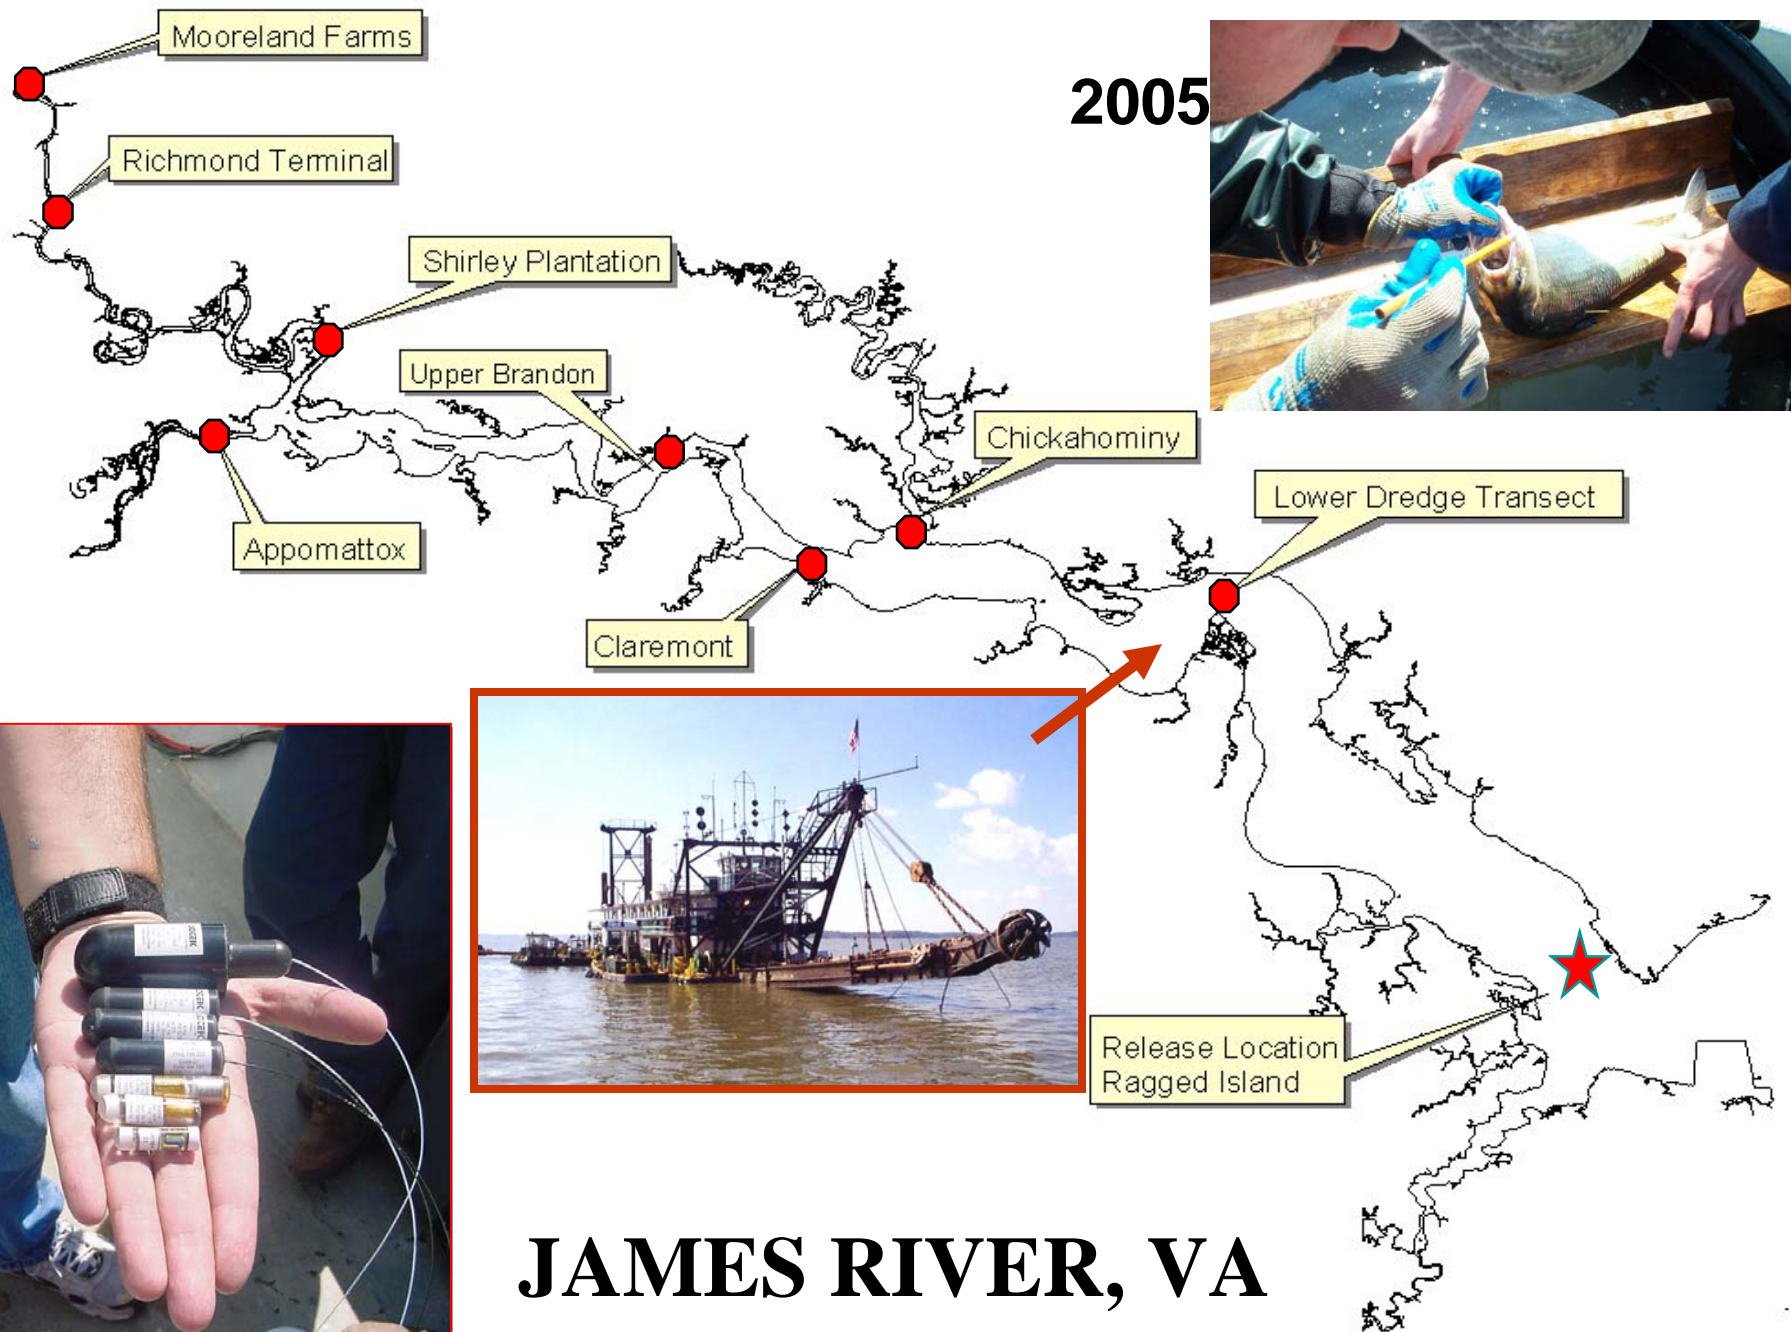 Mooreland Farms
2005
Richmond Terminal
Shirley Plantation
Upper Brandon
Chickahominy
Lower Dredge Transect
Appomattox
Claremont
Release Location
Ragged Island
JAMES RIVER, VA